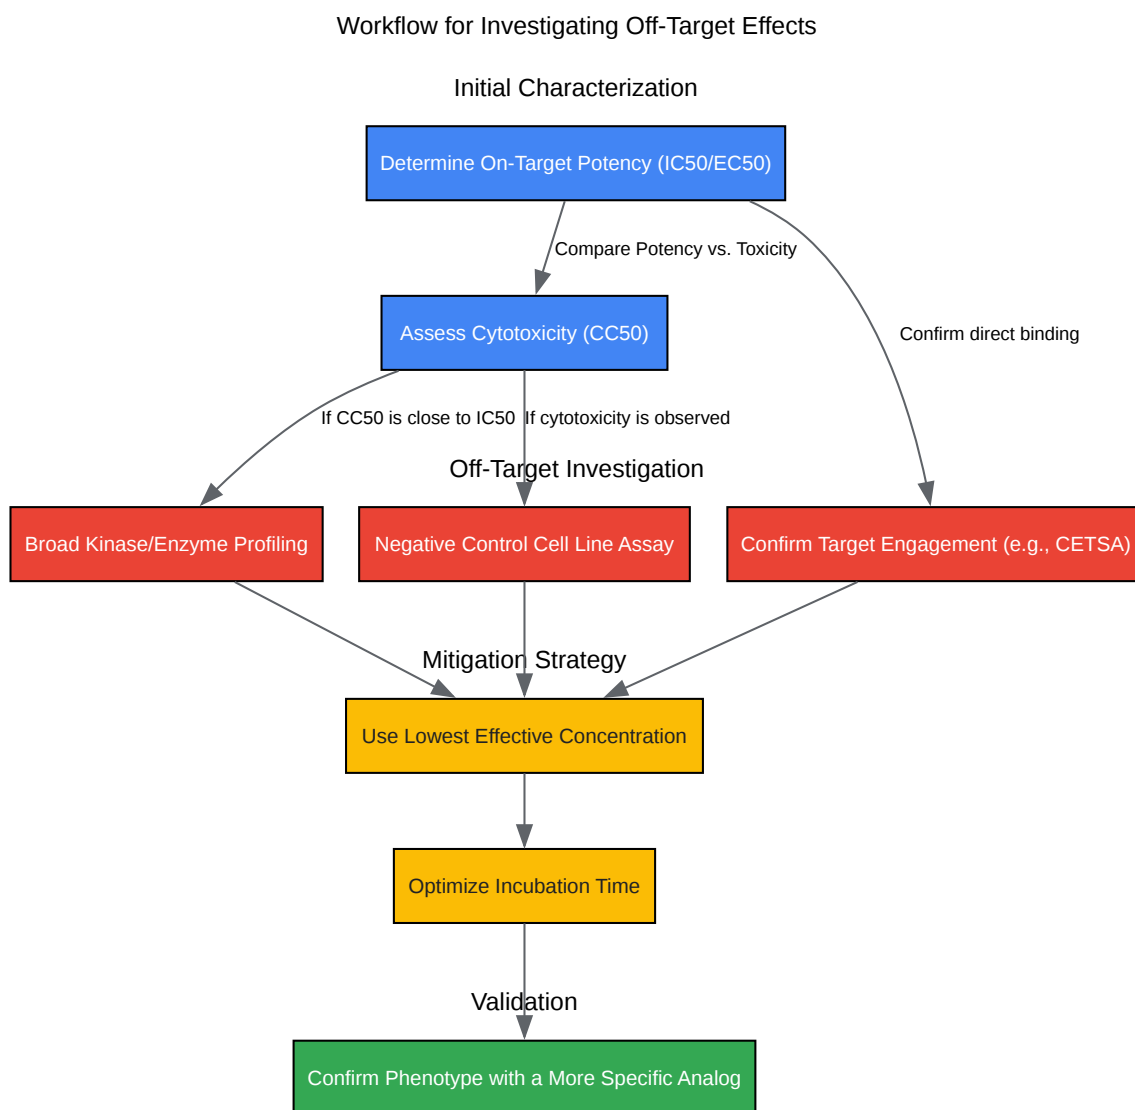 Workflow for Investigating Off-Target Effects
Initial Characterization
Determine On-Target Potency (IC50/EC50)
Compare Potency vs. Toxicity
Assess Cytotoxicity (CC50)
Confirm direct binding
If CC50 is close to IC50
If cytotoxicity is observed
Off-Target Investigation
Broad Kinase/Enzyme Profiling
Negative Control Cell Line Assay
Confirm Target Engagement (e.g., CETSA)
Mitigation Strategy
Use Lowest Effective Concentration
Optimize Incubation Time
Validation
Confirm Phenotype with a More Specific Analog